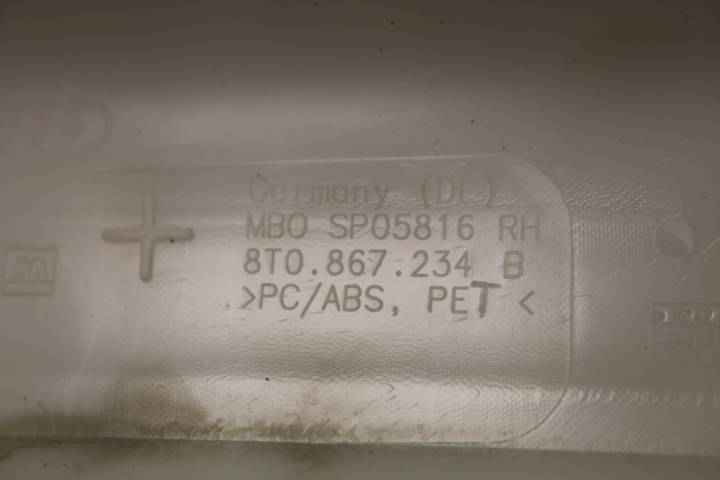 Germany (DE)
MBO SP05816 RH
8T0.867.234 B
>PC/ABS, PET <